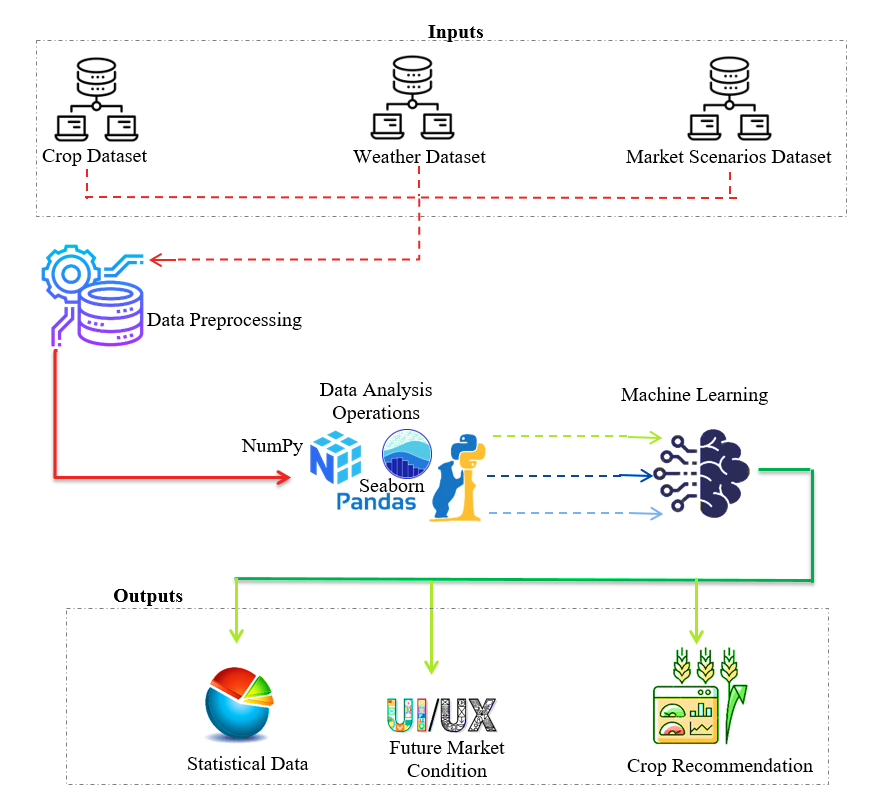 Inputs
Crop Dataset
Weather Dataset
Market Scenarios Dataset
Data Preprocessing
Data Analysis
Operations
Machine Learning
NumPy
Seaborn
Pandas
Outputs
UI/UX
Statistical Data
Future Market
Condition
Crop Recommendation